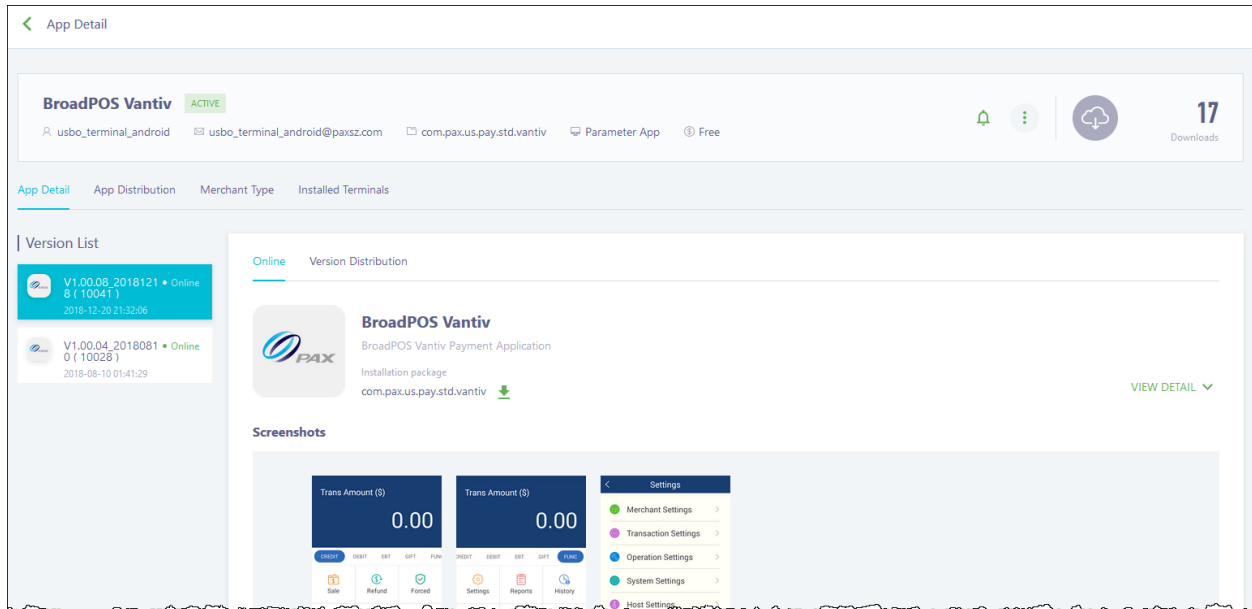 App Detail
BroadPOS Vantiv ACTIVE
usbo_terminal_android usbo_terminal_android@paxsz.com com.pax.us.pay.std.vantiv Parameter App Free
17
Downloads
App Detail App Distribution Merchant Type Installed Terminals
Version List
V1.00.08_2018121 • Online
8 ( 10041 )
2018-12-20 21:32:06
V1.00.04_2018081 • Online
0 ( 10028 )
2018-08-10 01:41:29
Online Version Distribution
PAX
BroadPOS Vantiv
BroadPOS Vantiv Payment Application
Installation package
com.pax.us.pay.std.vantiv
VIEW DETAIL
Screenshots
Trans Amount ($)
0.00
CREDIT DEBIT EBT GIFT FUN
Sale Refund Forced
Trans Amount ($)
0.00
CREDIT DEBIT EBT GIFT FUNC
Settings Reports History
Settings
Merchant Settings
Transaction Settings
Operation Settings
System Settings
Host Settings